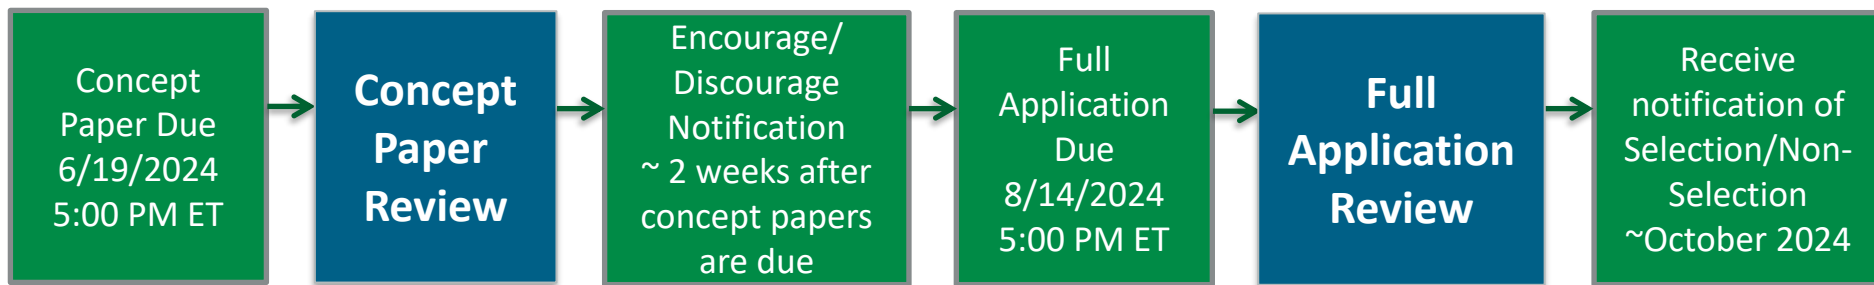 Concept
Paper Due
6/19/2024
5:00 PM ET
Concept
Paper
Review
Encourage/
Discourage
Notification
~ 2 weeks after
concept papers
are due
Full
Application
Due
8/14/2024
5:00 PM ET
Full
Application
Review
Receive
notification of
Selection/Non-
Selection
~October 2024